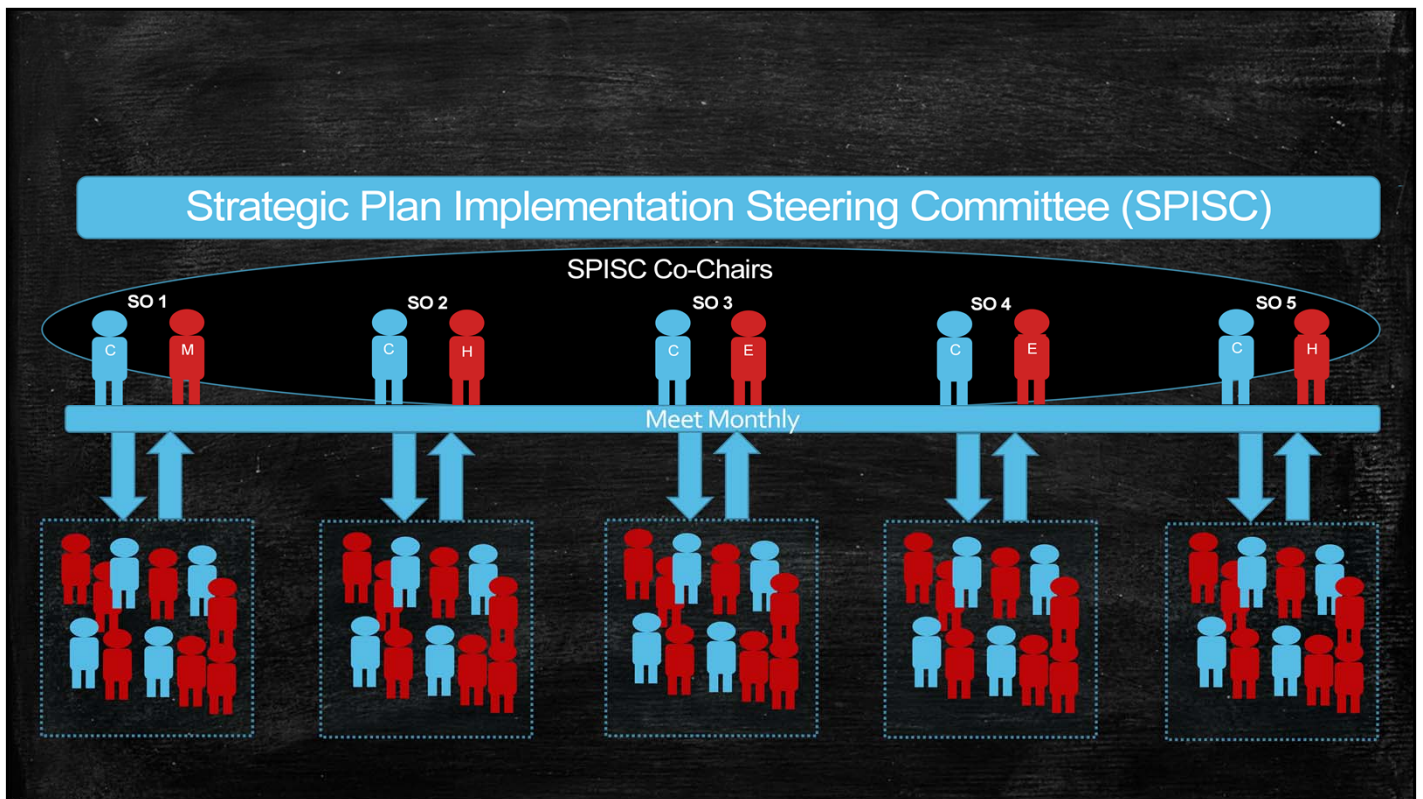 Strategic Plan Implementation Steering Committee (SPISC)
SPISC Co-Chairs
SO 1 SO 2 SO 3 SO 4 SO 5
C M C H C E C E C H
Meet Monthly